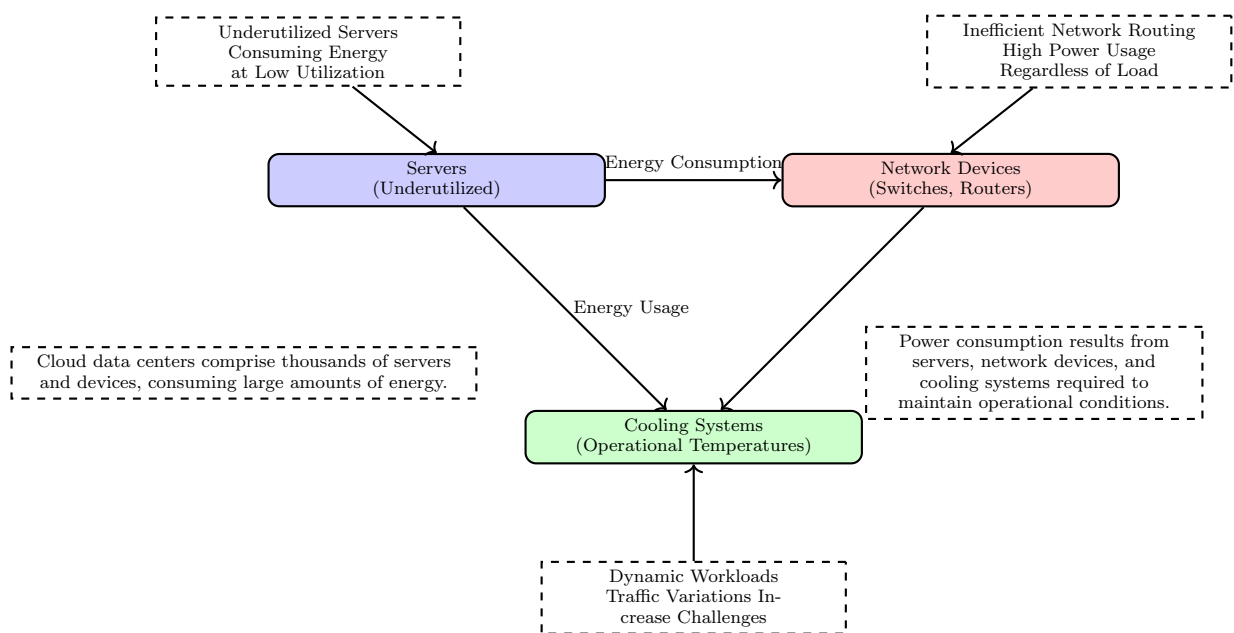 Underutilized Servers
Consuming Energy
at Low Utilization
Inefficient Network Routing
High Power Usage
Regardless of Load
Servers
(Underutilized)
Energy Consumption
Network Devices
(Switches, Routers)
Energy Usage
Cloud data centers comprise thousands of servers
and devices, consuming large amounts of energy.
Power consumption results from
servers, network devices, and
cooling systems required to
maintain operational conditions.
Cooling Systems
(Operational Temperatures)
Dynamic Workloads
Traffic Variations In-
crease Challenges